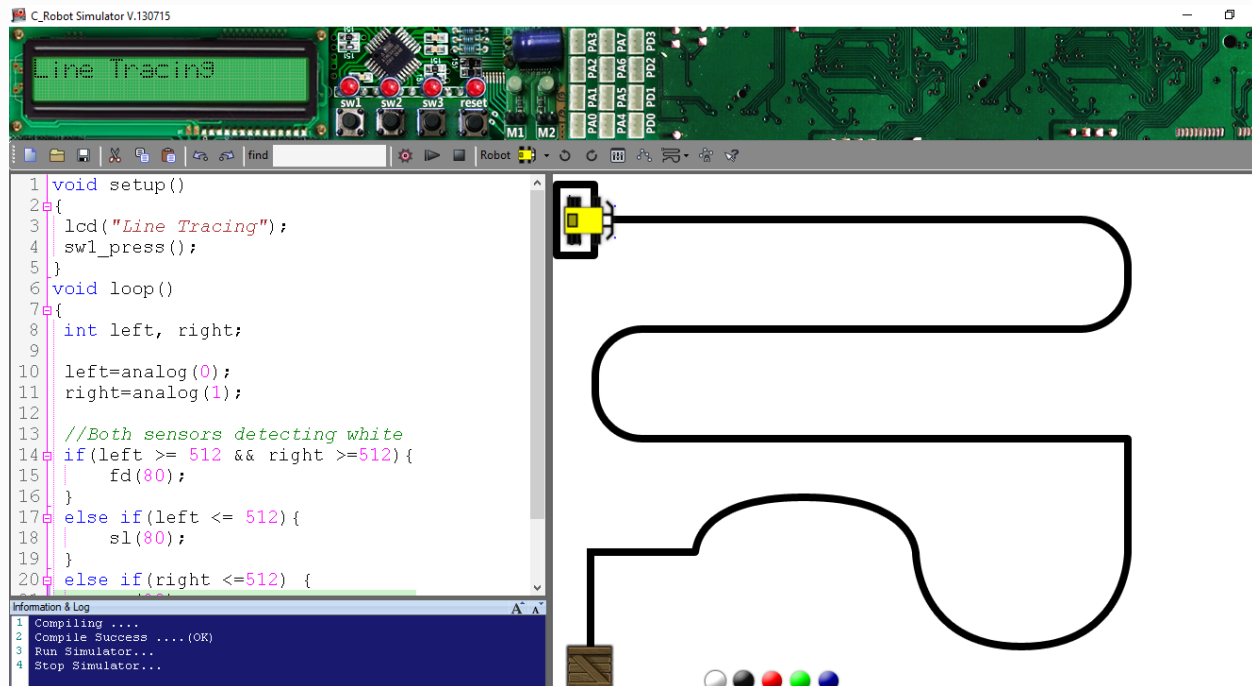 C_Robot Simulator V.130715
Line Tracing
sw1 sw2 sw3 reset
M1 M2
PA3 PA7 PD3
PA2 PA6 PD2
PA1 PA5 PD1
PA0 PA4 PD0
find
Robot
1 void setup()
2 {
3 lcd("Line Tracing");
4 sw1_press();
5 }
6 void loop()
7 {
8 int left, right;
9
10 left=analog(0);
11 right=analog(1);
12
13 //Both sensors detecting white
14 if(left >= 512 && right >=512){
15 fd(80);
16 }
17 else if(left <= 512){
18 sl(80);
19 }
20 else if(right <=512) {
Information & Log
A A
1 Compiling ....
2 Compile Success ....(OK)
3 Run Simulator...
4 Stop Simulator...